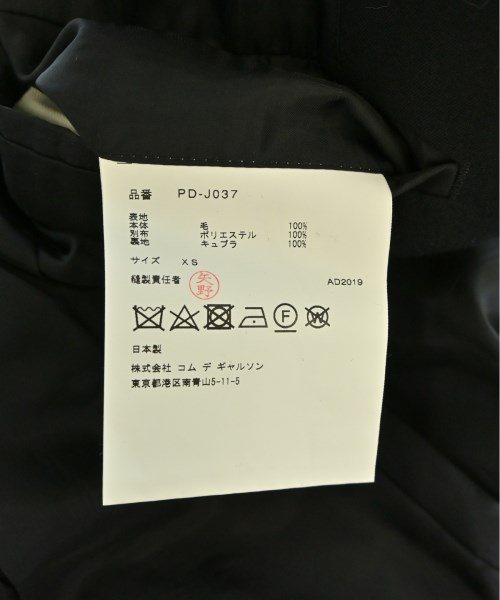 品番 PD-J037
表地
本体 毛 100%
別布 ポリエステル 100%
裏地 キュプラ 100%
サイズ XS
縫製責任者 矢野 AD2019
F W
日本製
株式会社 コム デ ギャルソン
東京都港区南青山5-11-5